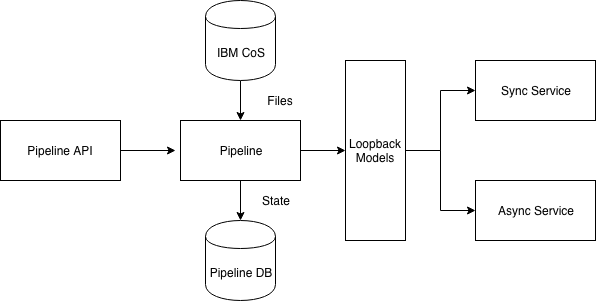 IBM CoS
Files
Pipeline API
Pipeline
Loopback
Models
Sync Service
State
Async Service
Pipeline DB